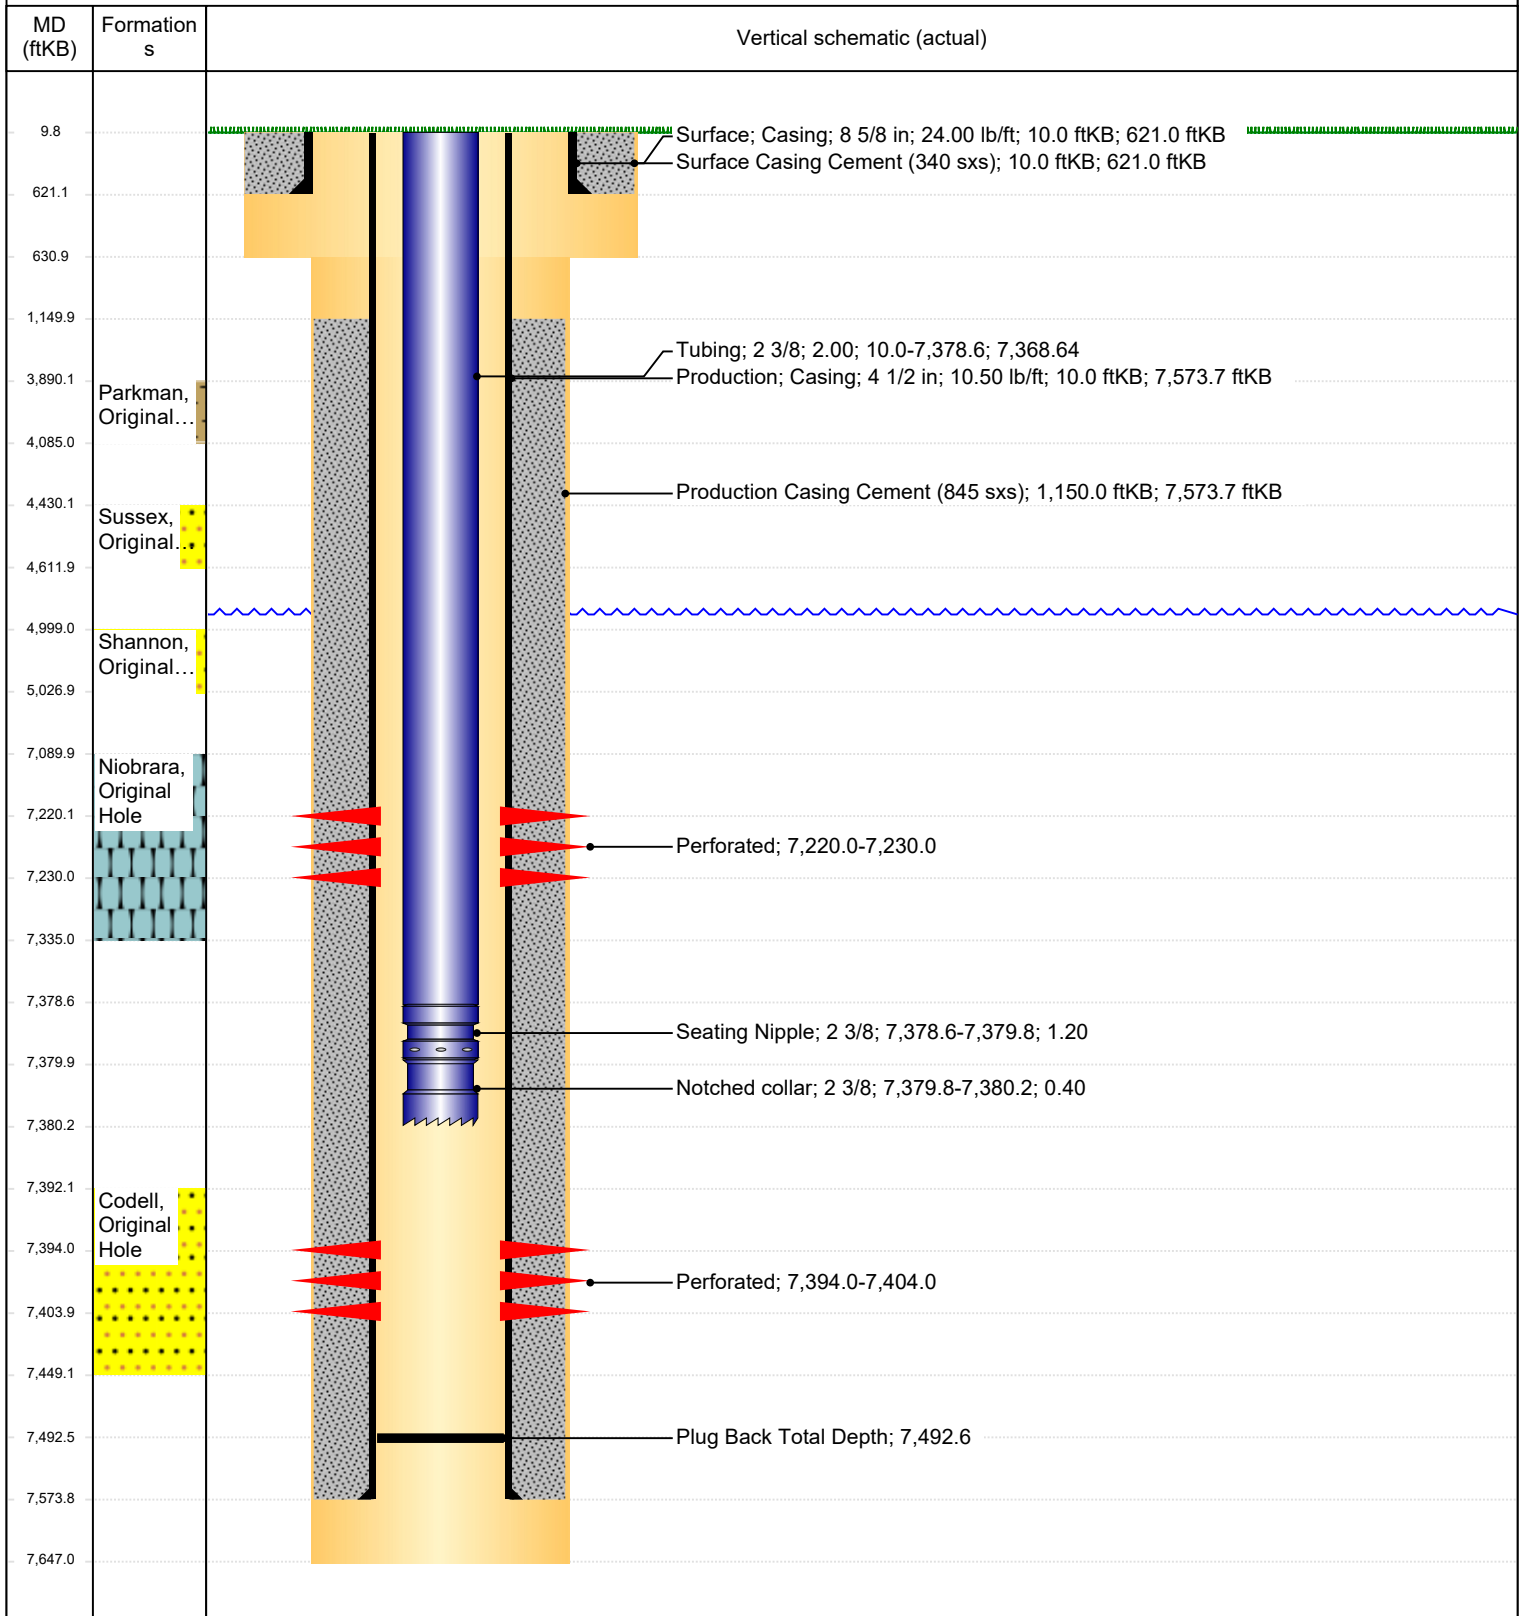 MD
(ftKB)
Formation
s
Vertical schematic (actual)
9.8
Surface; Casing; 8 5/8 in; 24.00 lb/ft; 10.0 ftKB; 621.0 ftKB
Surface Casing Cement (340 sxs); 10.0 ftKB; 621.0 ftKB
621.1
630.9
1,149.9
Tubing; 2 3/8; 2.00; 10.0-7,378.6; 7,368.64
Production; Casing; 4 1/2 in; 10.50 lb/ft; 10.0 ftKB; 7,573.7 ftKB
3,890.1
Parkman,
Original…
4,085.0
Production Casing Cement (845 sxs); 1,150.0 ftKB; 7,573.7 ftKB
4,430.1
Sussex,
Original…
4,611.9
4,999.0
Shannon,
Original…
5,026.9
7,089.9
Niobrara,
Original
Hole
7,220.1
Perforated; 7,220.0-7,230.0
7,230.0
7,335.0
7,378.6
Seating Nipple; 2 3/8; 7,378.6-7,379.8; 1.20
7,379.9
Notched collar; 2 3/8; 7,379.8-7,380.2; 0.40
7,380.2
7,392.1
Codell,
Original
Hole
7,394.0
Perforated; 7,394.0-7,404.0
7,403.9
7,449.1
7,492.5
Plug Back Total Depth; 7,492.6
7,573.8
7,647.0